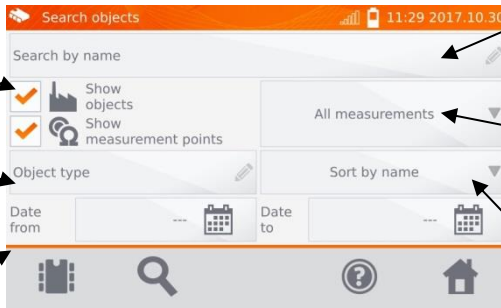 Search objects
11:29 2017.10.30
Search by name
Show
objects
Show
measurement points
All measurements
Object type
Sort by name
Date
from
---
Date
to
---